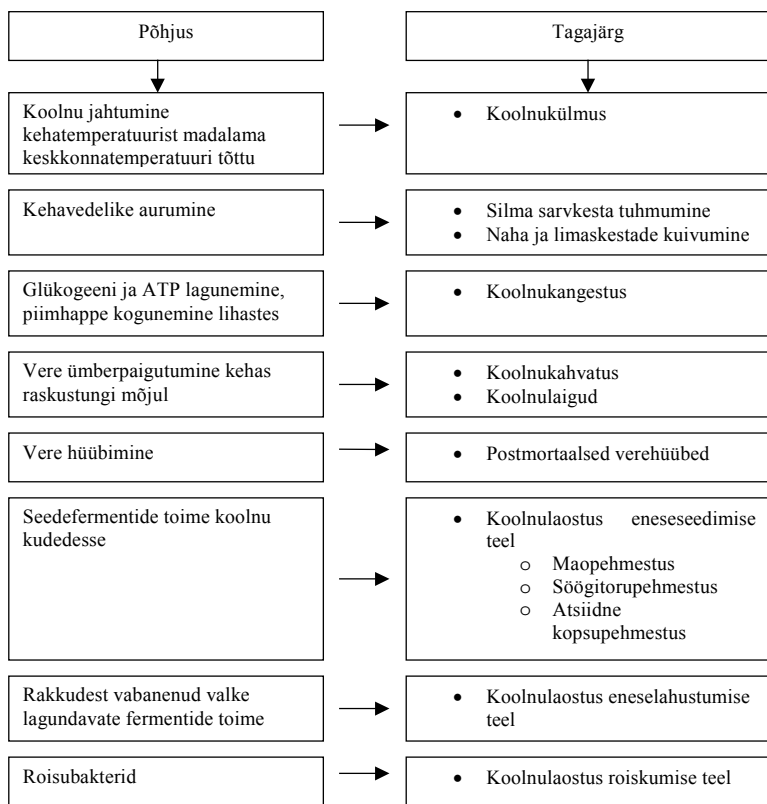 Põhjus
Tagajärg
Koolnu jahtumine
kehatemperatuurist madalama
keskkonnatemperatuuri tõttu
• Koolnukülmus
Kehavedelike aurumine
• Silma sarvkesta tuhmumine
• Naha ja limaskestade kuivumine
Glükogeeni ja ATP lagunemine,
piimhappe kogunemine lihastes
• Koolnukangestus
Vere ümberpaigutumine kehas
raskustungi mõjul
• Koolnukahvatus
• Koolnulaigud
Vere hüübimine
• Postmortaalsed verehüübed
Seedefermentide toime koolnu
kudedesse
• Koolnulaostus eneseseedimise
teel
o Maopehmestus
o Söögitorupehmestus
o Atsiidne
kopsupehmestus
Rakkudest vabanenud valke
lagundavate fermentide toime
• Koolnulaostus eneselahustumise
teel
Roisubakterid
• Koolnulaostus roiskumise teel